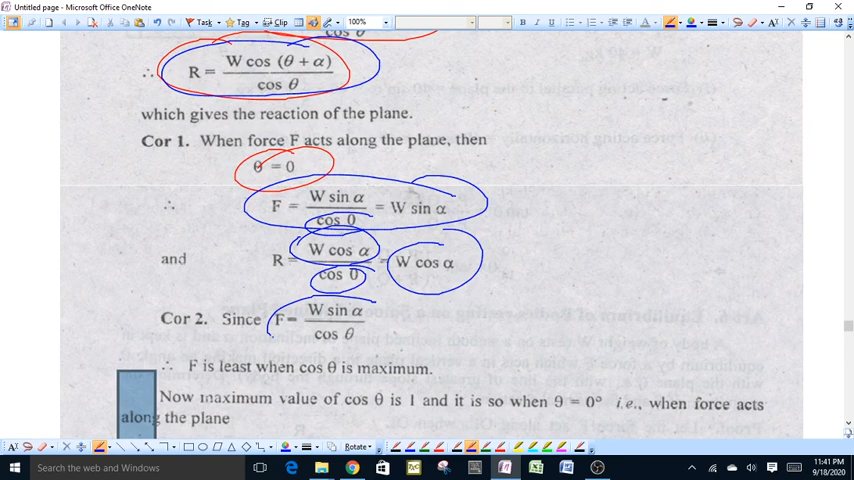 Untitled page - Microsoft Office OneNote
Task
Tag
Clip
100%
B I U
cos θ
∴ R = W cos (θ + α) / cos θ
which gives the reaction of the plane.
Cor 1. When force F acts along the plane, then
θ = 0
∴ F = W sin α / cos 0 = W sin α
and R = W cos α / cos 0 = W cos α
Cor 2. Since F = W sin α / cos θ
∴ F is least when cos θ is maximum.
Now maximum value of cos θ is 1 and it is so when θ = 0° i.e., when force acts
along the plane
Rotate
Search the web and Windows
11:41 PM
9/18/2020